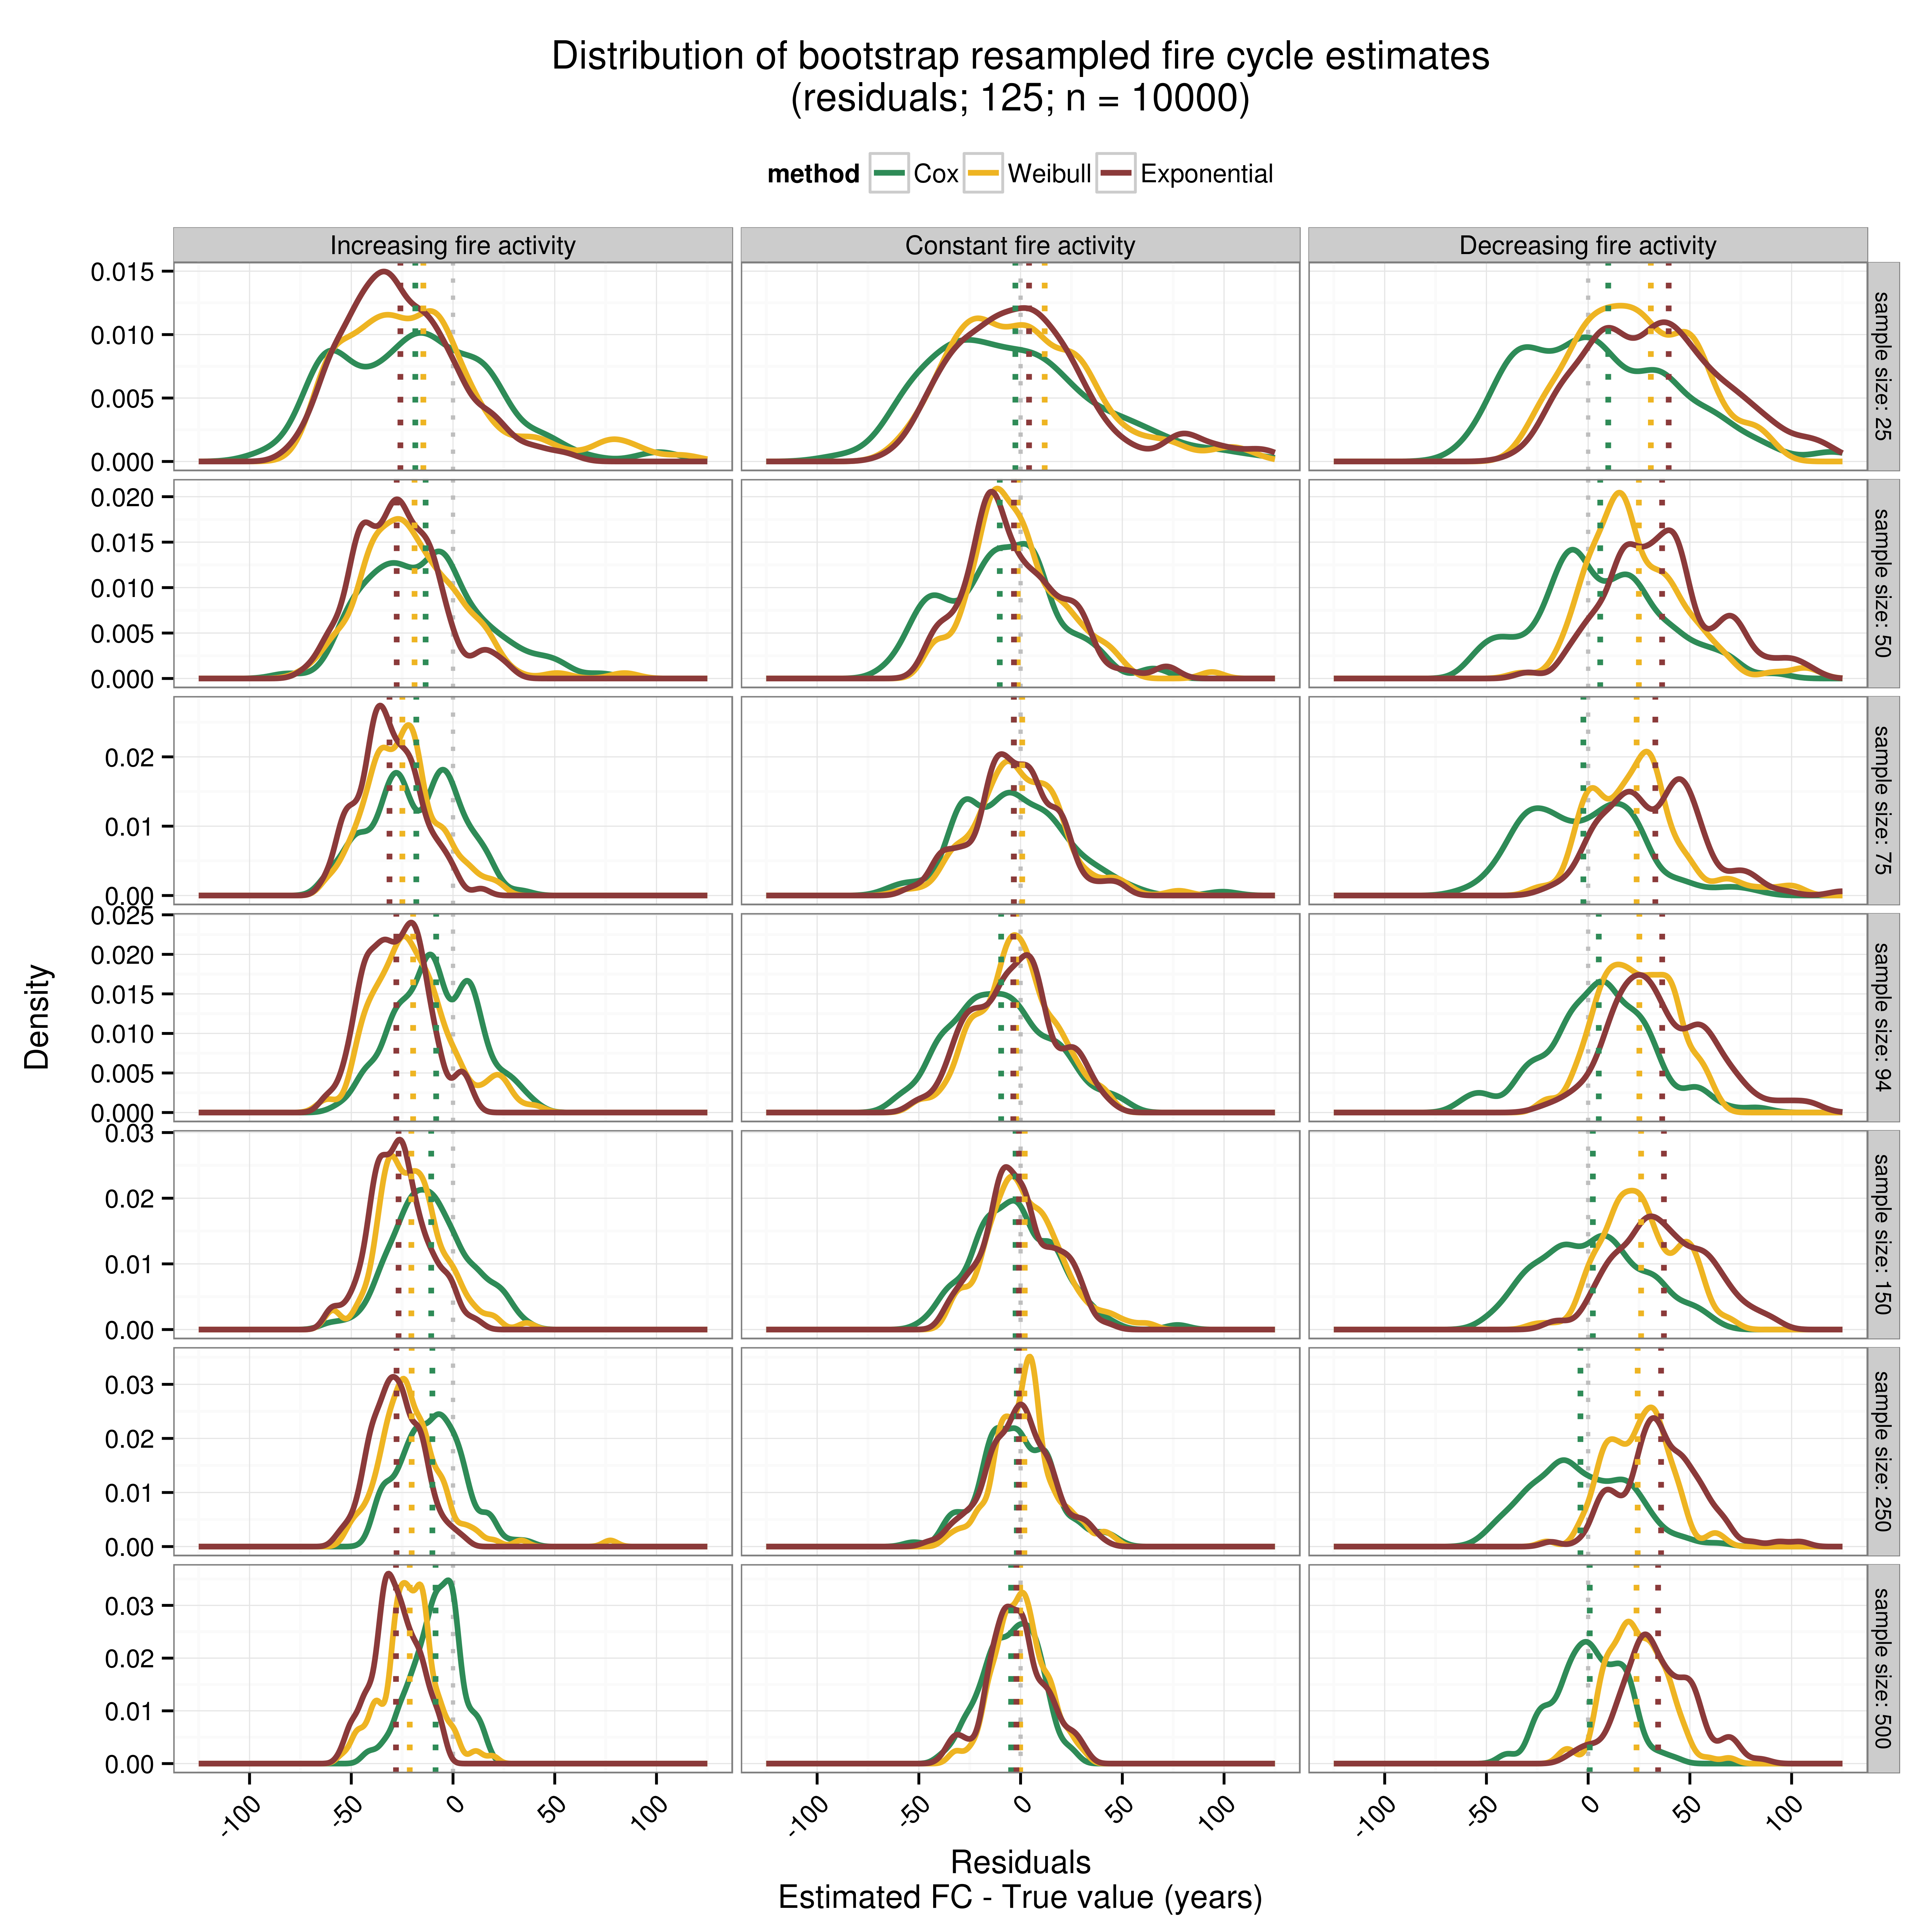 Distribution of bootstrap resampled fire cycle estimates
(residuals; 125; n = 10000)
method Cox Weibull Exponential
Increasing fire activity Constant fire activity Decreasing fire activity
0.015
0.010
0.005
0.000
sample size: 25
0.020
0.015
0.010
0.005
0.000
sample size: 50
0.02
0.01
0.00
sample size: 75
0.025
0.020
0.015
0.010
0.005
0.000
sample size: 94
0.03
0.02
0.01
0.00
sample size: 150
0.03
0.02
0.01
0.00
sample size: 250
0.03
0.02
0.01
0.00
sample size: 500
Density
-100 -50 0 50 100 -100 -50 0 50 100 -100 -50 0 50 100
Residuals
Estimated FC - True value (years)